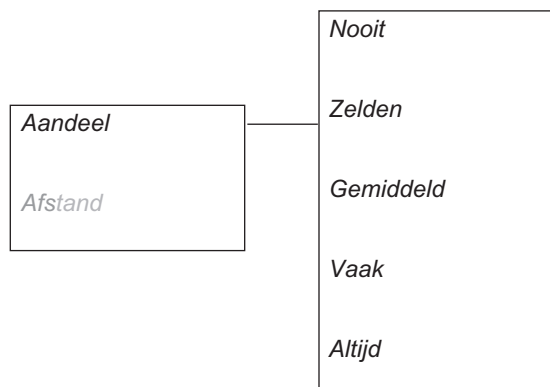 Aandeel
Afstand
Nooit
Zelden
Gemiddeld
Vaak
Altijd